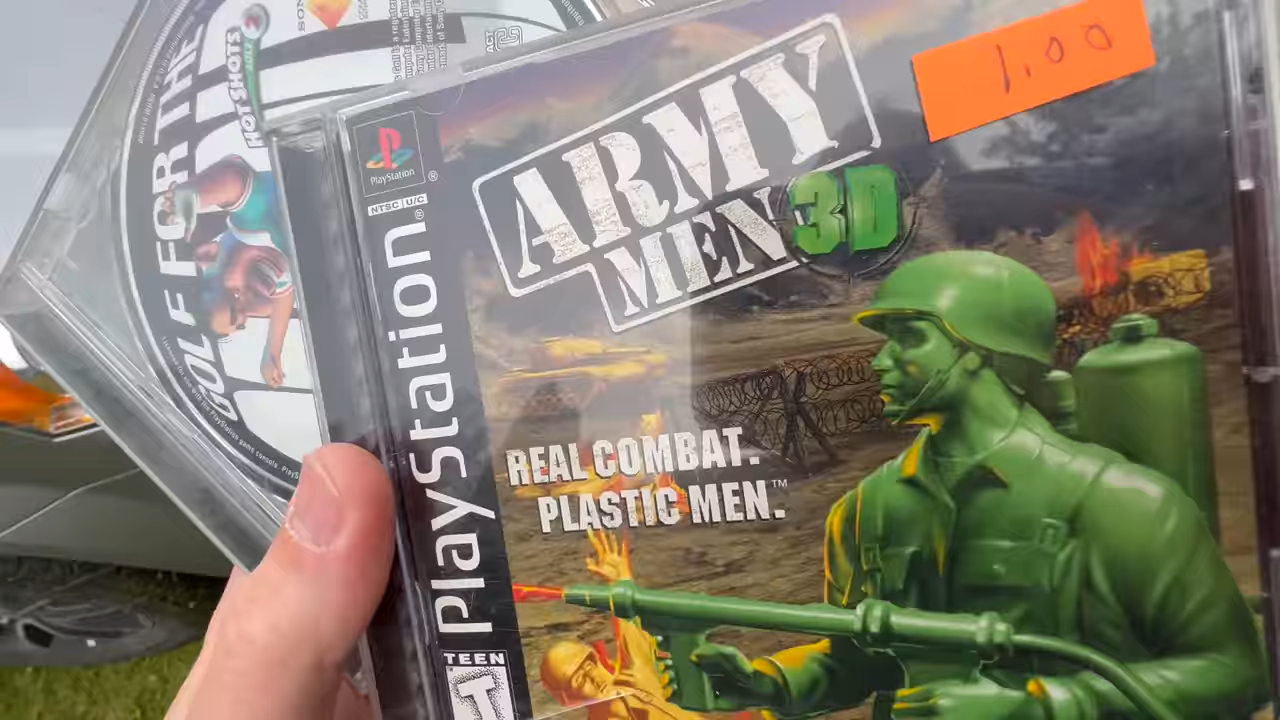 1.00
ARMY
MEN 3D
PlayStation
®
NTSC U/C
PlayStation®
REAL COMBAT.
PLASTIC MEN.™
TEEN
T
HOT SHOTS
GOLF FOR THE